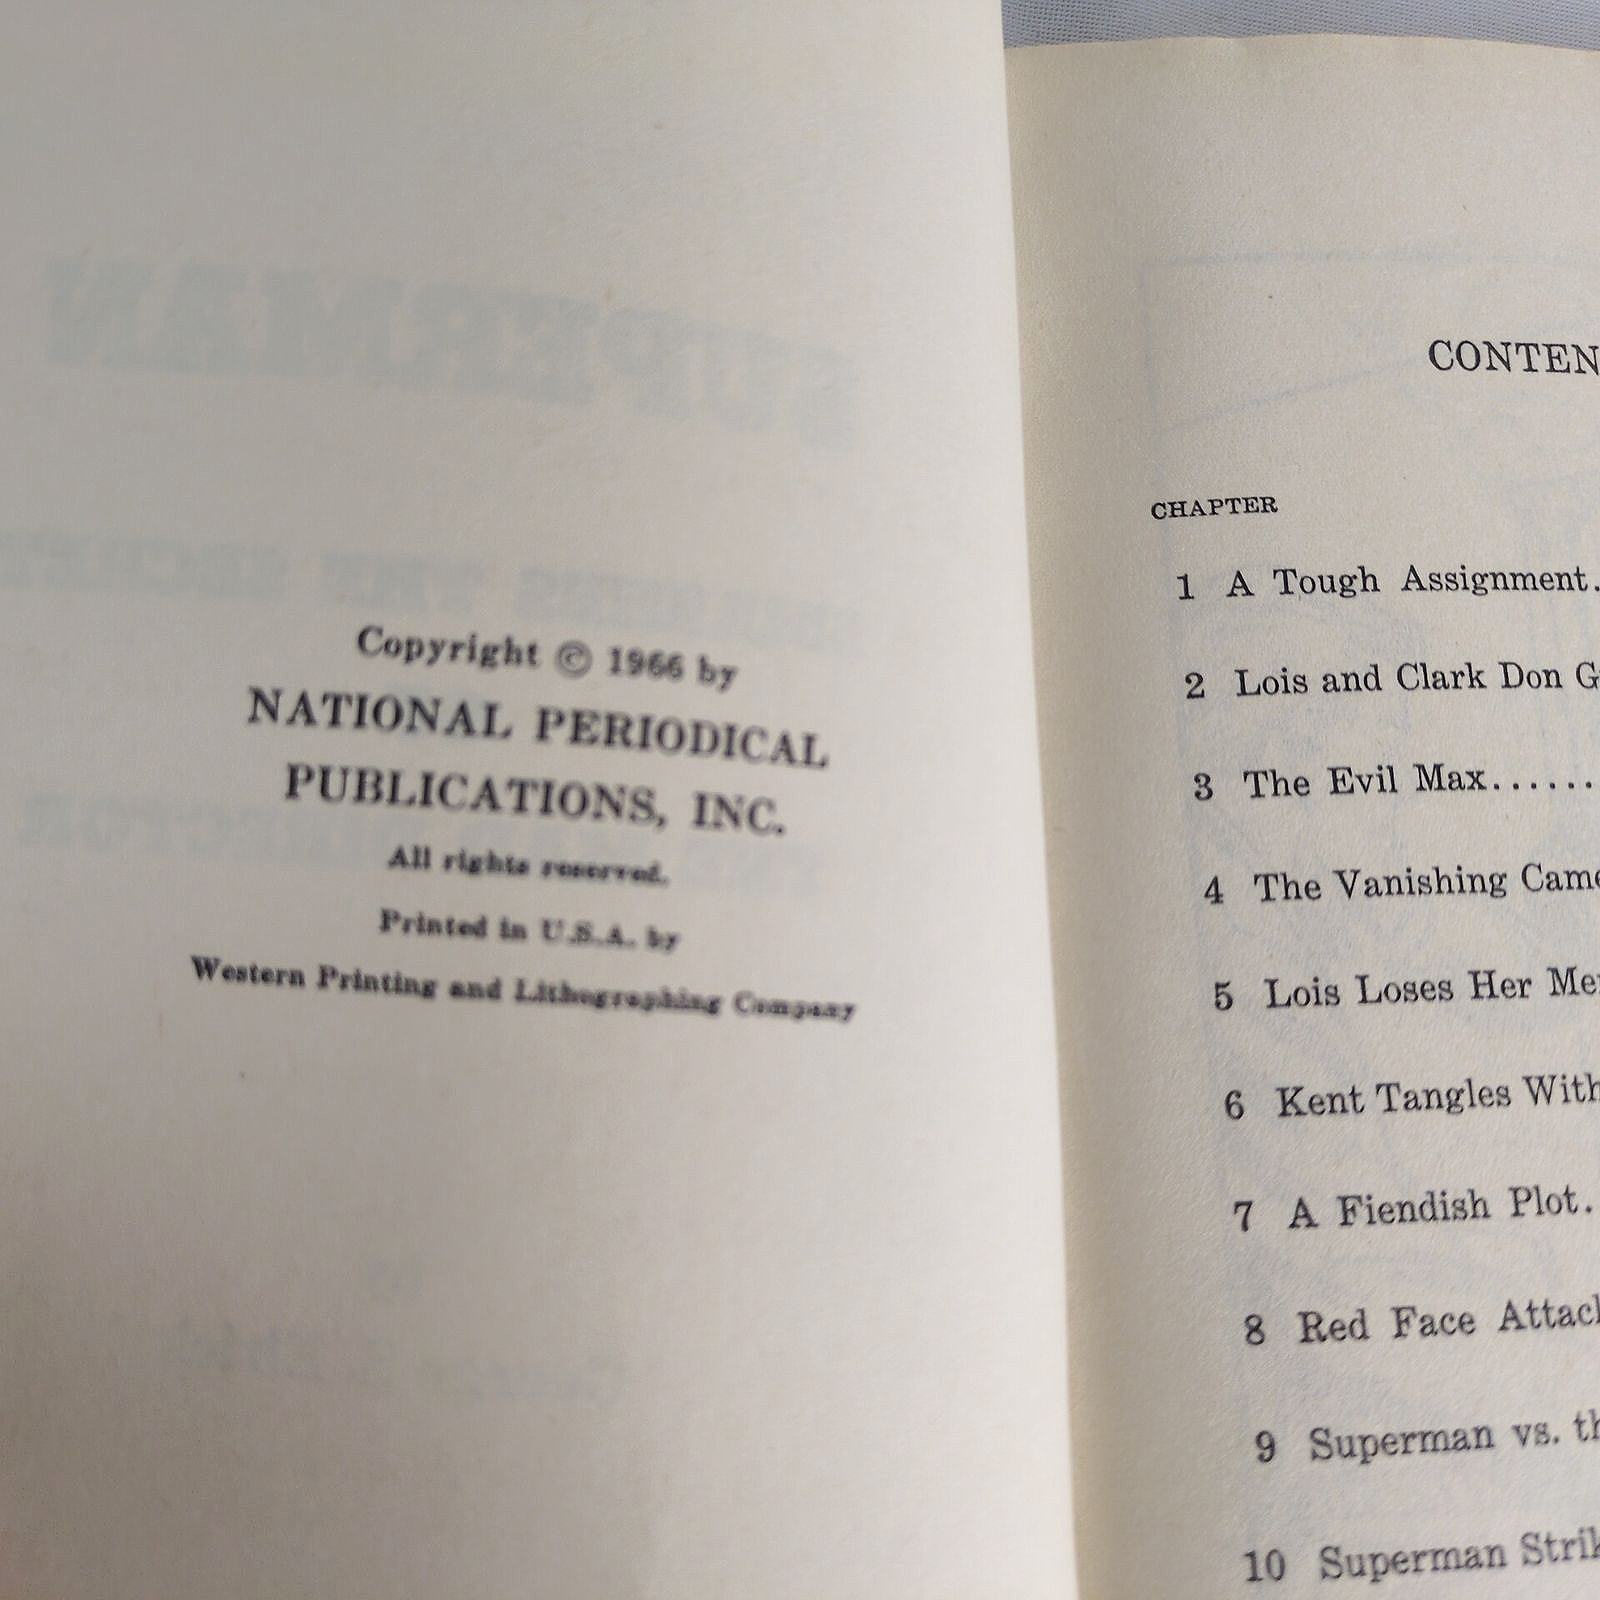 Copyright © 1966 by
NATIONAL PERIODICAL
PUBLICATIONS, INC.
All rights reserved.
Printed in U.S.A. by
Western Printing and Lithographing Company
CONTEN
CHAPTER
1 A Tough Assignment.
2 Lois and Clark Don G
3 The Evil Max......
4 The Vanishing Came
5 Lois Loses Her Me
6 Kent Tangles With
7 A Fiendish Plot.
8 Red Face Attack
9 Superman vs. th
10 Superman Strik